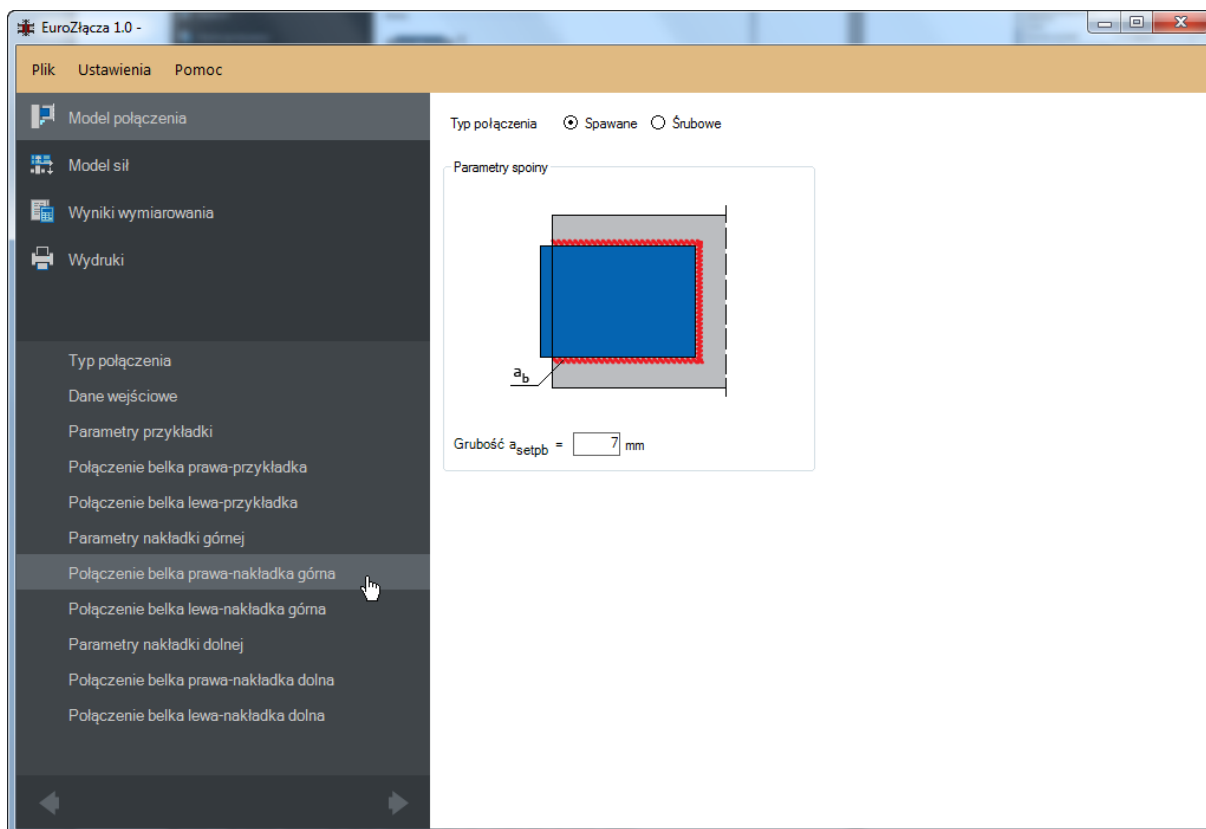 EuroZłącza 1.0 -
Plik Ustawienia Pomoc
Model połączenia
Model sił
Wyniki wymiarowania
Wydruki
Typ połączenia
Dane wejściowe
Parametry przykładki
Połączenie belka prawa-przykładka
Połączenie belka lewa-przykładka
Parametry nakładki górnej
Połączenie belka prawa-nakładka górna
Połączenie belka lewa-nakładka górna
Parametry nakładki dolnej
Połączenie belka prawa-nakładka dolna
Połączenie belka lewa-nakładka dolna
Typ połączenia Spawane Śrubowe
Parametry spoiny
ab
Grubość asetpb = 7 mm